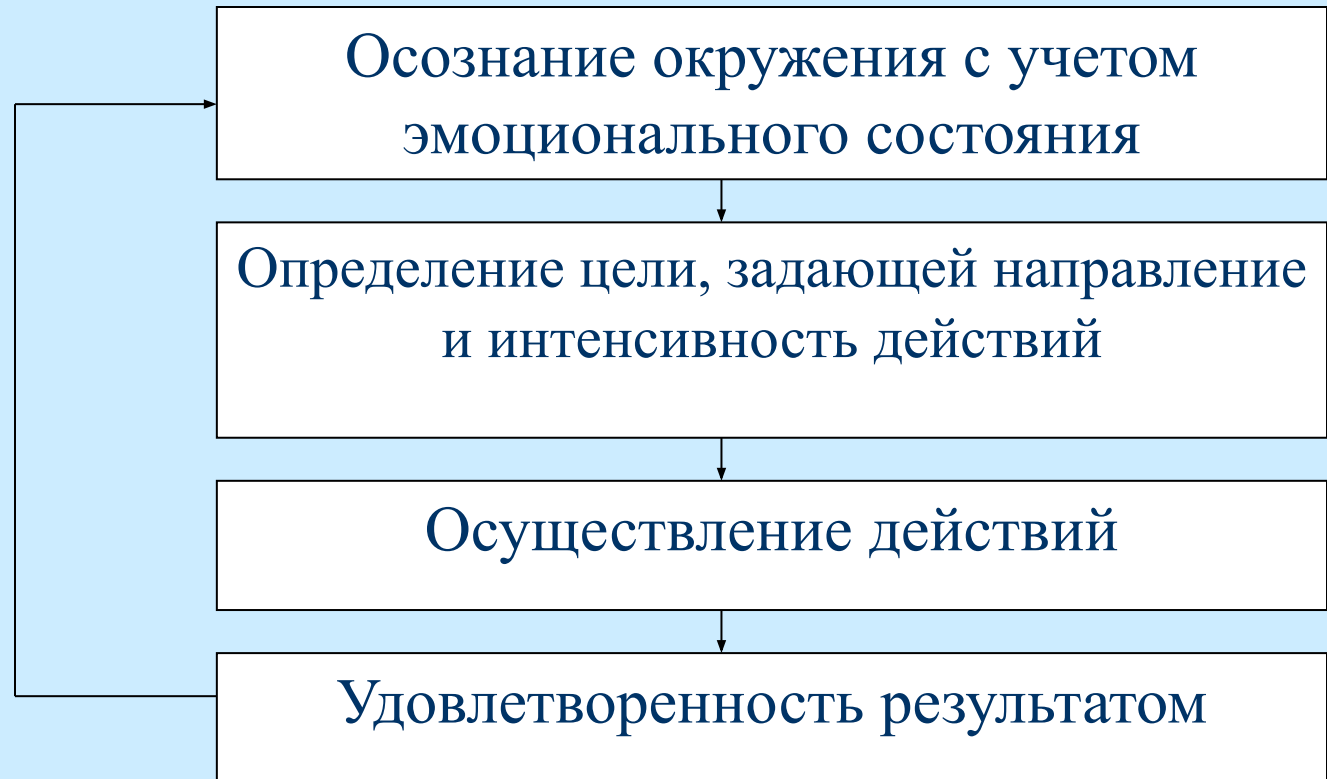 Осознание окружения с учетом
эмоционального состояния
Определение цели, задающей направление
и интенсивность действий
Осуществление действий
Удовлетворенность результатом